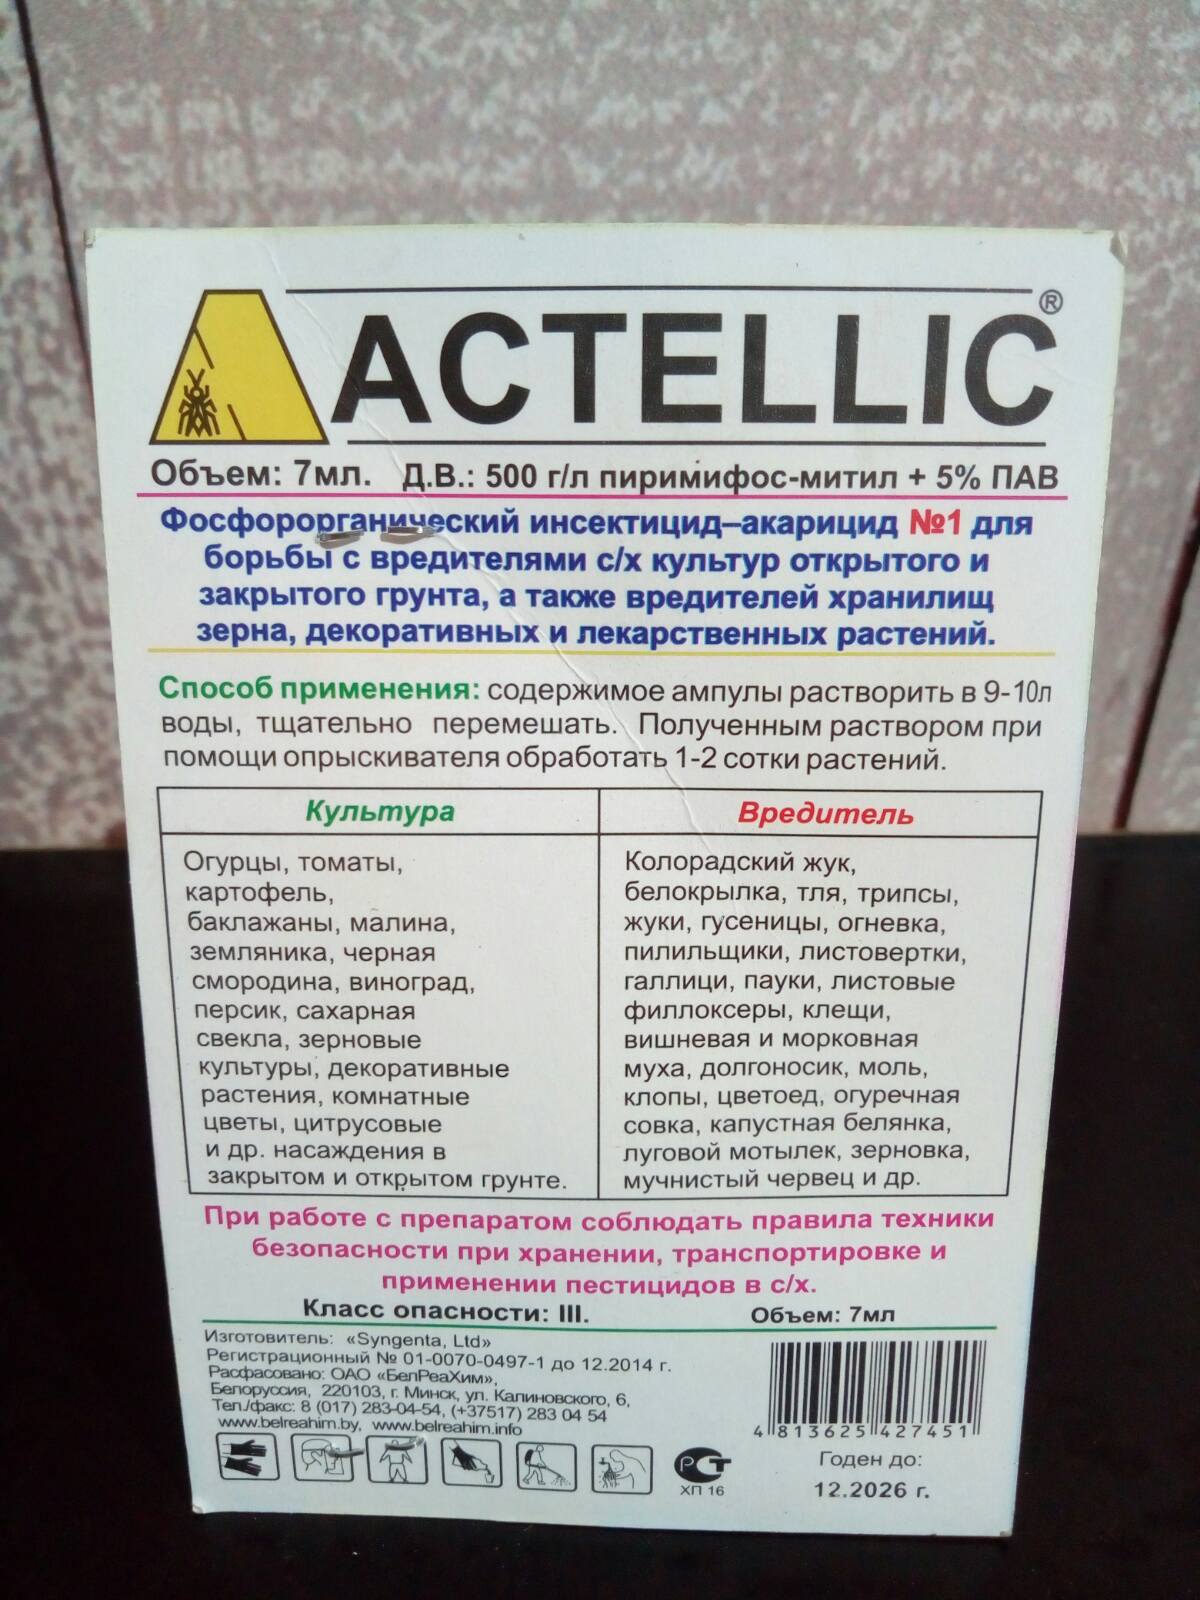 ACTELLIC®
Объем: 7мл. Д.В.: 500 г/л пиримифос-митил + 5% ПАВ
Фосфорорганический инсектицид–акарицид №1 для
борьбы с вредителями с/х культур открытого и
закрытого грунта, а также вредителей хранилищ
зерна, декоративных и лекарственных растений.
Способ применения: содержимое ампулы растворить в 9-10л
воды, тщательно перемешать. Полученным раствором при
помощи опрыскивателя обработать 1-2 сотки растений.
Культура
Огурцы, томаты,
картофель,
баклажаны, малина,
земляника, черная
смородина, виноград,
персик, сахарная
свекла, зерновые
культуры, декоративные
растения, комнатные
цветы, цитрусовые
и др. насаждения в
закрытом и открытом грунте.
Вредитель
Колорадский жук,
белокрылка, тля, трипсы,
жуки, гусеницы, огневка,
пилильщики, листовертки,
галлици, пауки, листовые
филлоксеры, клещи,
вишневая и морковная
муха, долгоносик, моль,
клопы, цветоед, огуречная
совка, капустная белянка,
луговой мотылек, зерновка,
мучнистый червец и др.
При работе с препаратом соблюдать правила техники
безопасности при хранении, транспортировке и
применении пестицидов в с/х.
Класс опасности: III. Объем: 7мл
Изготовитель: «Syngenta, Ltd»
Регистрационный № 01-0070-0497-1 до 12.2014 г.
Расфасовано: ОАО «БелРеаХим»,
Белоруссия, 220103, г. Минск, ул. Калиновского, 6,
Тел./факс: 8 (017) 283-04-54, (+37517) 283 04 54
www.belreahim.by, www.belreahim.info
4 813625 427451
РСТ
ХП 16
Годен до:
12.2026 г.